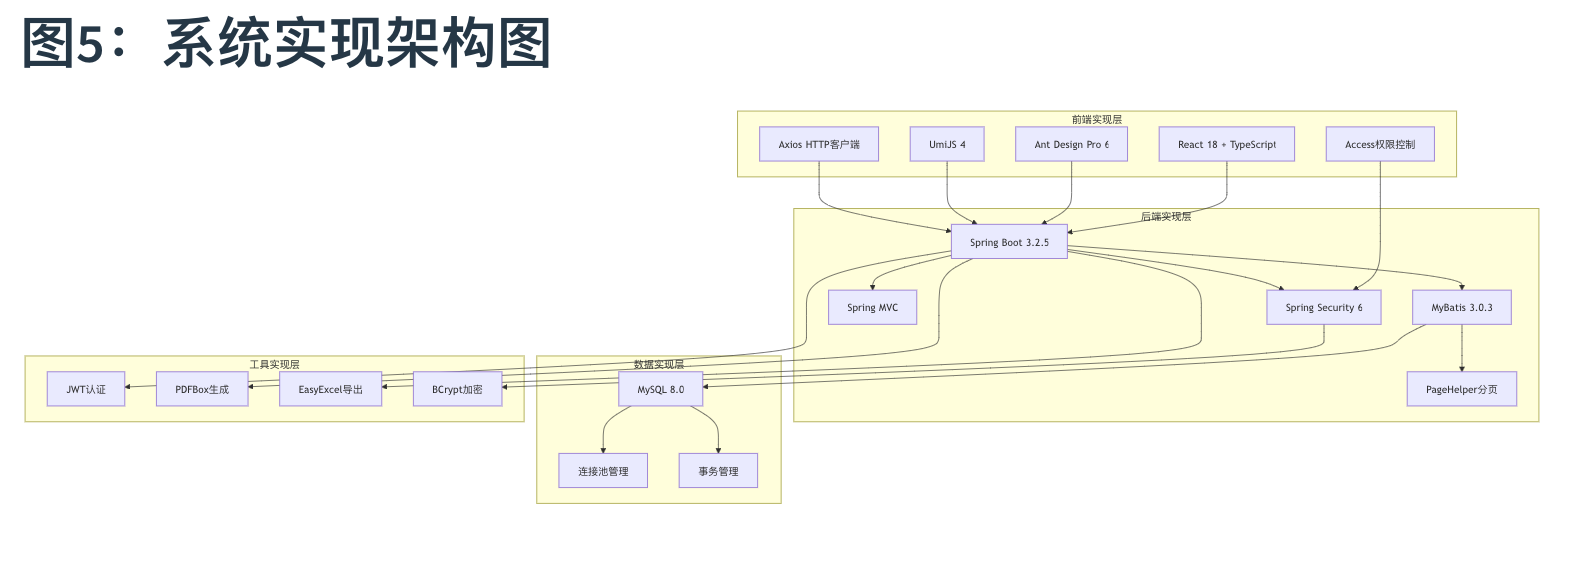 图5：系统实现架构图
前端实现层
Axios HTTP客户端
UmiJS 4
Ant Design Pro 6
React 18 + TypeScript
Access权限控制
后端实现层
Spring Boot 3.2.5
Spring MVC
Spring Security 6
MyBatis 3.0.3
PageHelper分页
工具实现层
JWT认证
PDFBox生成
EasyExcel导出
BCrypt加密
数据实现层
MySQL 8.0
连接池管理
事务管理